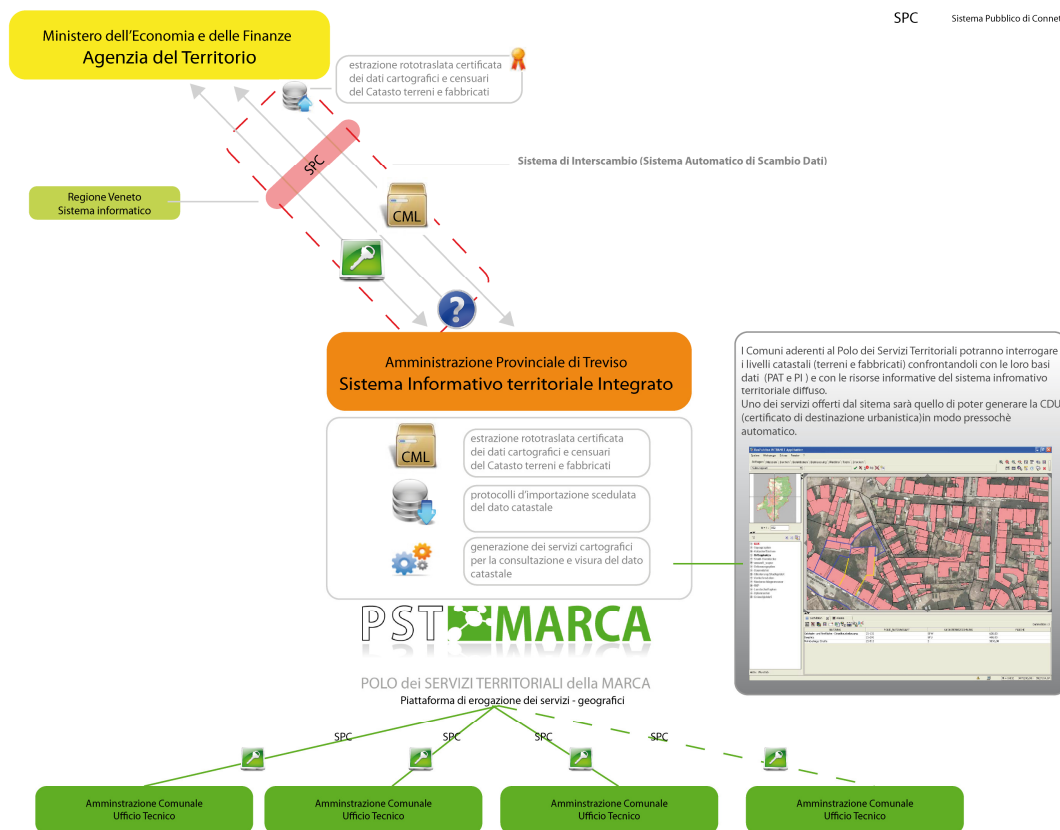 SPC Sistema Pubblico di Connet
Ministero dell'Economia e delle Finanze
Agenzia del Territorio
estrazione rototraslata certificata
dei dati cartografici e censuari
del Catasto terreni e fabbricati
SPC
Sistema di Interscambio (Sistema Automatico di Scambio Dati)
Regione Veneto
Sistema informatico
CML
?
Amministrazione Provinciale di Treviso
Sistema Informativo territoriale Integrato
CML
estrazione rototraslata certificata
dei dati cartografici e censuari
del Catasto terreni e fabbricati
protocolli d'importazione scedulata
del dato catastale
generazione dei servizi cartografici
per la consultazione e visura del dato
catastale
I Comuni aderenti al Polo dei Servizi Territoriali potranno interrogare
i livelli catastali (terreni e fabbricati) confrontandoli con le loro basi
dati (PAT e PI ) e con le risorse informative del sistema infromativo
territoriale diffuso.
Uno dei servizi offerti dal sitema sarà quello di poter generare la CDU
(certificato di destinazione urbanistica)in modo pressochè
automatico.
PST MARCA
POLO dei SERVIZI TERRITORIALI della MARCA
Piattaforma di erogazione dei servizi - geografici
SPC SPC SPC SPC
Amminstrazione Comunale
Ufficio Tecnico
Amminstrazione Comunale
Ufficio Tecnico
Amminstrazione Comunale
Ufficio Tecnico
Amminstrazione Comunale
Ufficio Tecnico